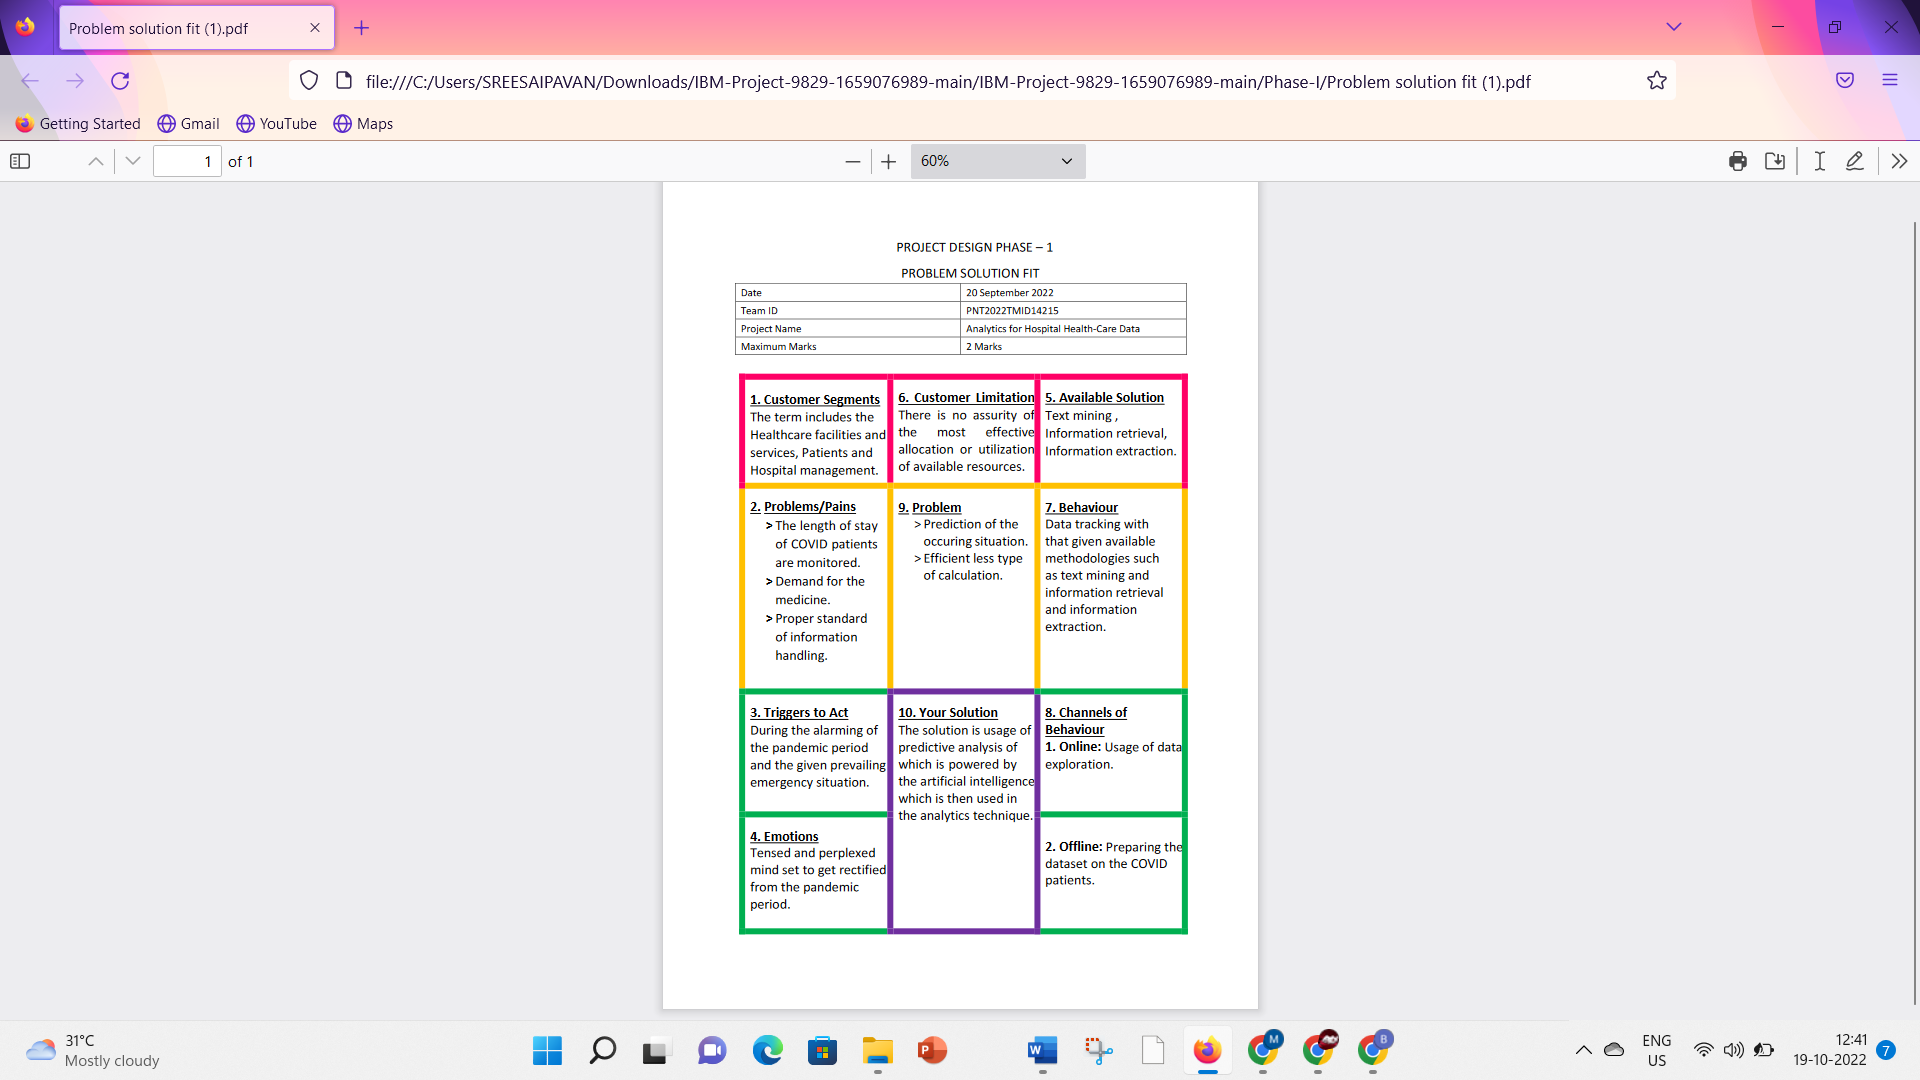 Problem solution fit (1).pdf
file:///C:/Users/SREESAIPAVAN/Downloads/IBM-Project-9829-1659076989-main/IBM-Project-9829-1659076989-main/Phase-I/Problem solution fit (1).pdf
Getting Started Gmail YouTube Maps
1 of 1
60%
PROJECT DESIGN PHASE – 1
PROBLEM SOLUTION FIT
Date 20 September 2022
Team ID PNT2022TMID14215
Project Name Analytics for Hospital Health-Care Data
Maximum Marks 2 Marks
1. Customer Segments
The term includes the
Healthcare facilities and
services, Patients and
Hospital management.
6. Customer Limitation
There is no assurity of
the most effective
allocation or utilization
of available resources.
5. Available Solution
Text mining ,
Information retrieval,
Information extraction.
2. Problems/Pains
> The length of stay
of COVID patients
are monitored.
> Demand for the
medicine.
> Proper standard
of information
handling.
9. Problem
> Prediction of the
occuring situation.
> Efficient less type
of calculation.
7. Behaviour
Data tracking with
that given available
methodologies such
as text mining and
information retrieval
and information
extraction.
3. Triggers to Act
During the alarming of
the pandemic period
and the given prevailing
emergency situation.
10. Your Solution
The solution is usage of
predictive analysis of
which is powered by
the artificial intelligence
which is then used in
the analytics technique.
8. Channels of
Behaviour
1. Online: Usage of data
exploration.
4. Emotions
Tensed and perplexed
mind set to get rectified
from the pandemic
period.
2. Offline: Preparing the
dataset on the COVID
patients.
31°C
Mostly cloudy
P
W
M
B
ENG
US
12:41
19-10-2022
7